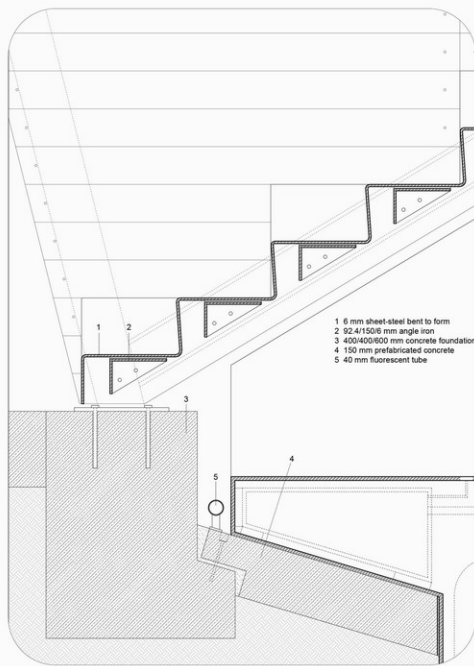 1 2
1 6 mm sheet-steel bent to form
2 92.4/150/6 mm angle iron
3 400/400/600 mm concrete foundation
4 150 mm prefabricated concrete
5 40 mm fluorescent tube
3
4
5